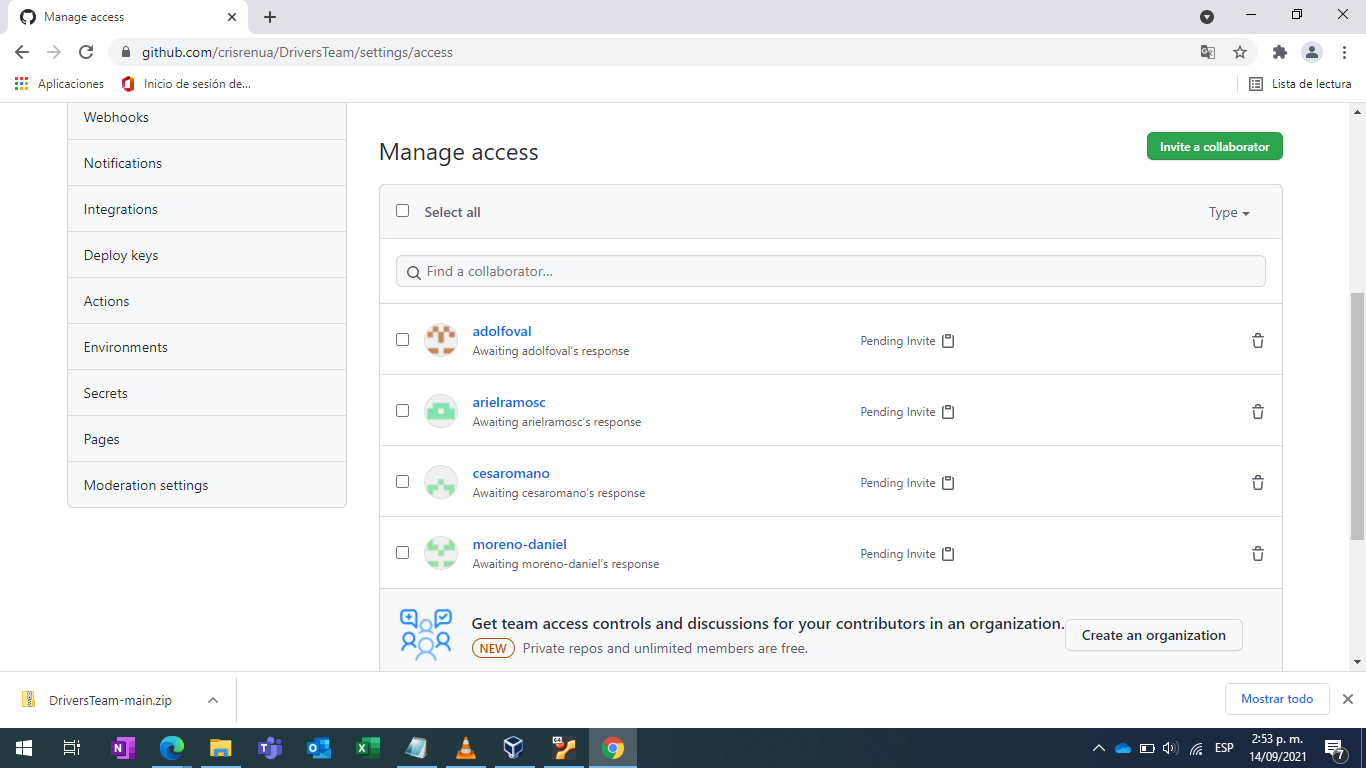 Manage access
github.com/crisrenua/DriversTeam/settings/access
Aplicaciones
Inicio de sesión de...
Lista de lectura
Webhooks
Notifications
Integrations
Deploy keys
Actions
Environments
Secrets
Pages
Moderation settings
Manage access
Invite a collaborator
Select all
Type
Find a collaborator...
adolfoval
Awaiting adolfoval's response
Pending Invite
arielramosc
Awaiting arielramosc's response
Pending Invite
cesaromano
Awaiting cesaromano's response
Pending Invite
moreno-daniel
Awaiting moreno-daniel's response
Pending Invite
Get team access controls and discussions for your contributors in an organization.
NEW Private repos and unlimited members are free.
Create an organization
DriversTeam-main.zip
Mostrar todo
ESP
2:53 p. m.
14/09/2021
7